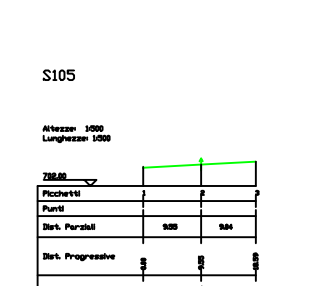 S105
Altezze: 1:500
Lunghezze: 1:500
702.00
Picchetti 1 2 3
Punti
Dist. Parziali 9.55 9.04
Dist. Progressive 0.00 9.55 18.59